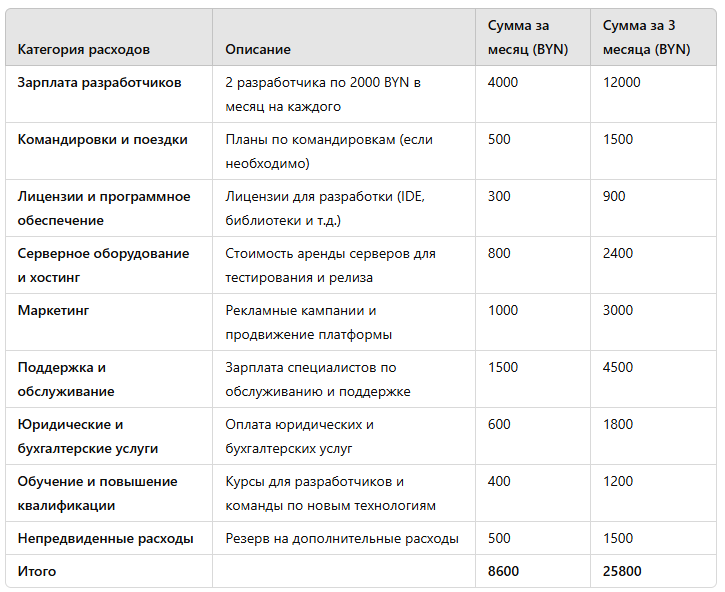 Категория расходов Описание Сумма за месяц (BYN) Сумма за 3 месяца (BYN)
Зарплата разработчиков 2 разработчика по 2000 BYN в месяц на каждого 4000 12000
Командировки и поездки Планы по командировкам (если необходимо) 500 1500
Лицензии и программное обеспечение Лицензии для разработки (IDE, библиотеки и т.д.) 300 900
Серверное оборудование и хостинг Стоимость аренды серверов для тестирования и релиза 800 2400
Маркетинг Рекламные кампании и продвижение платформы 1000 3000
Поддержка и обслуживание Зарплата специалистов по обслуживанию и поддержке 1500 4500
Юридические и бухгалтерские услуги Оплата юридических и бухгалтерских услуг 600 1800
Обучение и повышение квалификации Курсы для разработчиков и команды по новым технологиям 400 1200
Непредвиденные расходы Резерв на дополнительные расходы 500 1500
Итого 8600 25800